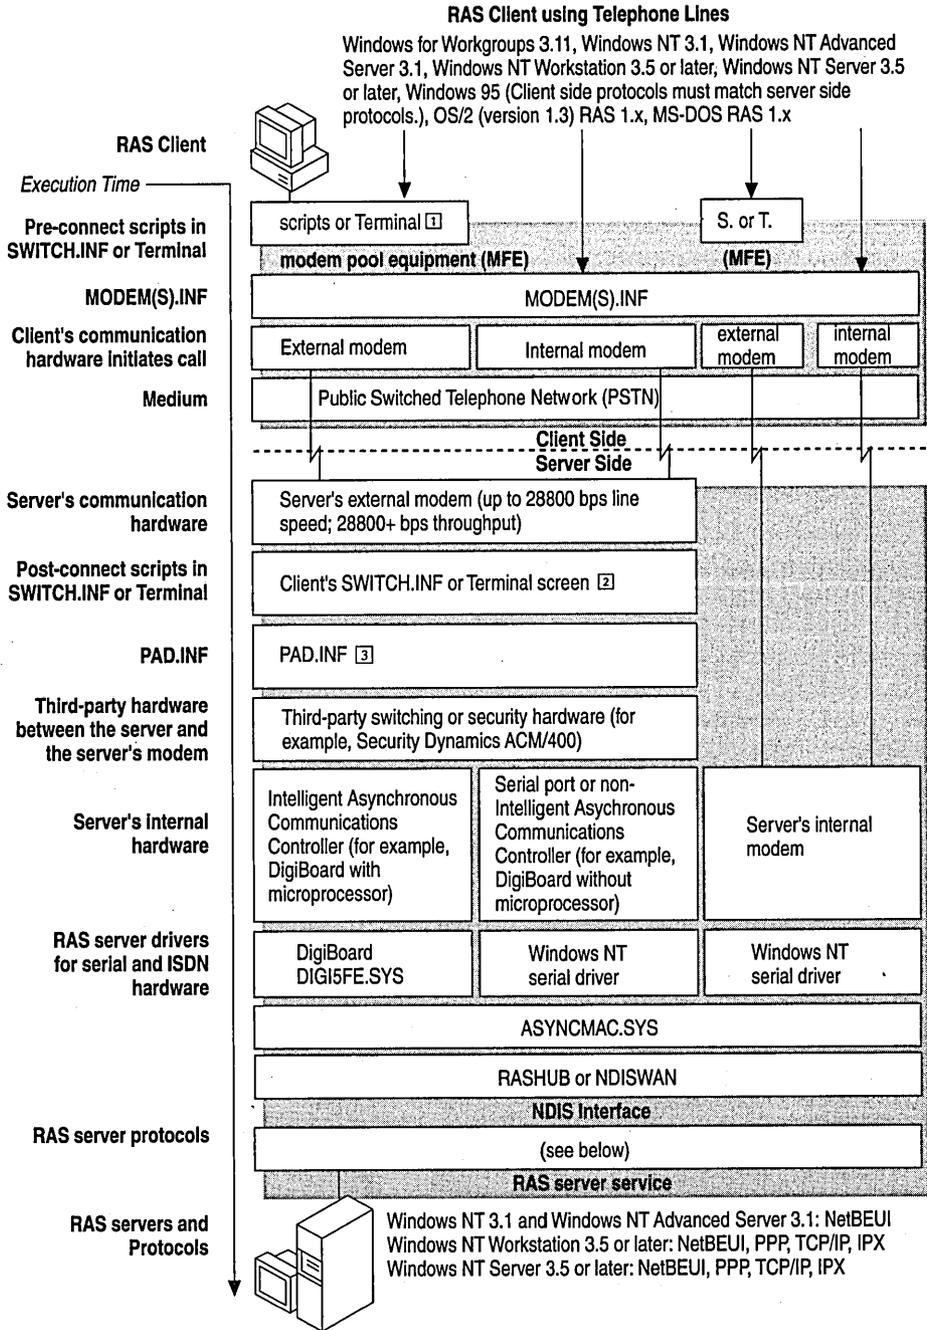 RAS Client using Telephone Lines
Windows for Workgroups 3.11, Windows NT 3.1, Windows NT Advanced
Server 3.1, Windows NT Workstation 3.5 or later, Windows NT Server 3.5
or later, Windows 95 (Client side protocols must match server side
protocols.), OS/2 (version 1.3) RAS 1.x, MS-DOS RAS 1.x
RAS Client
Execution Time
Pre-connect scripts in
SWITCH.INF or Terminal
scripts or Terminal 1
S. or T.
modem pool equipment (MFE)
(MFE)
MODEM(S).INF
MODEM(S).INF
Client's communication
hardware initiates call
External modem
Internal modem
external
modem
internal
modem
Medium
Public Switched Telephone Network (PSTN)
Client Side
Server Side
Server's communication
hardware
Server's external modem (up to 28800 bps line
speed; 28800+ bps throughput)
Post-connect scripts in
SWITCH.INF or Terminal
Client's SWITCH.INF or Terminal screen 2
PAD.INF
PAD.INF 3
Third-party hardware
between the server and
the server's modem
Third-party switching or security hardware (for
example, Security Dynamics ACM/400)
Server's internal
hardware
Intelligent Asynchronous
Communications
Controller (for example,
DigiBoard with
microprocessor)
Serial port or non-
Intelligent Asychronous
Communications
Controller (for example,
DigiBoard without
microprocessor)
Server's internal
modem
RAS server drivers
for serial and ISDN
hardware
DigiBoard
DIGI5FE.SYS
Windows NT
serial driver
Windows NT
serial driver
ASYNCMAC.SYS
RASHUB or NDISWAN
NDIS Interface
RAS server protocols
(see below)
RAS server service
RAS servers and
Protocols
Windows NT 3.1 and Windows NT Advanced Server 3.1: NetBEUI
Windows NT Workstation 3.5 or later: NetBEUI, PPP, TCP/IP, IPX
Windows NT Server 3.5 or later: NetBEUI, PPP, TCP/IP, IPX